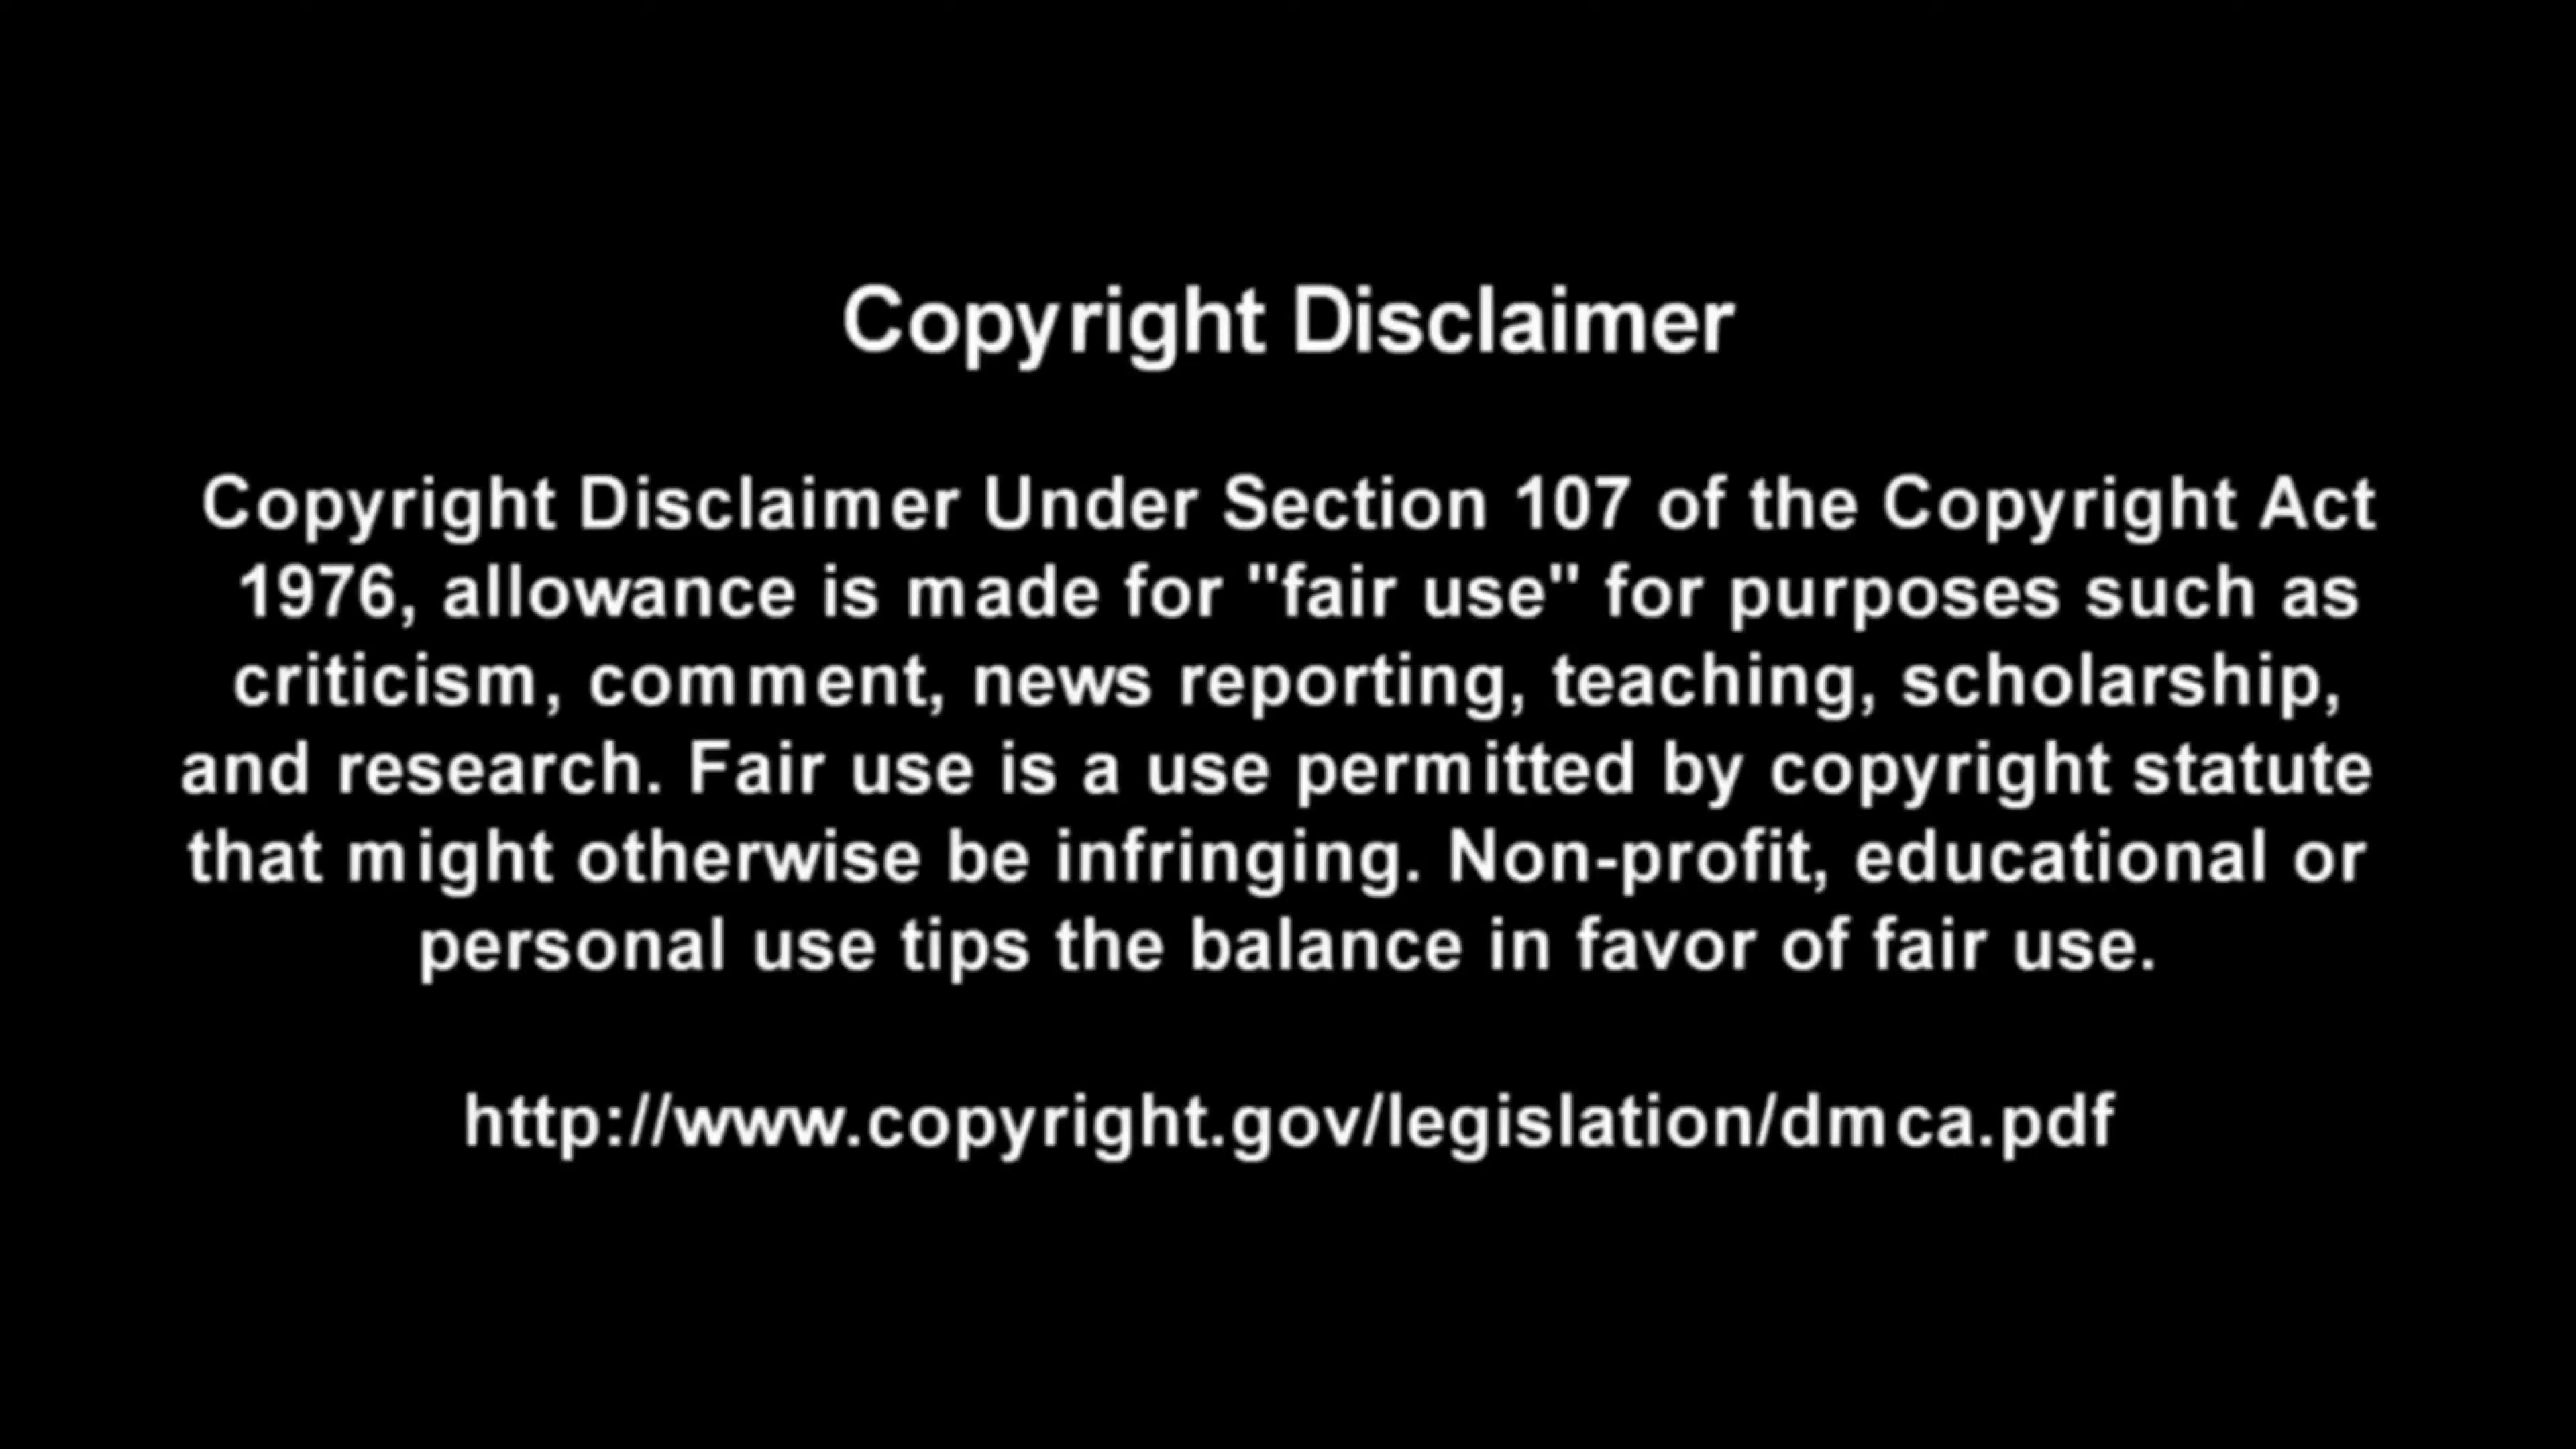 Copyright Disclaimer
Copyright Disclaimer Under Section 107 of the Copyright Act
1976, allowance is made for "fair use" for purposes such as
criticism, comment, news reporting, teaching, scholarship,
and research. Fair use is a use permitted by copyright statute
that might otherwise be infringing. Non-profit, educational or
personal use tips the balance in favor of fair use.
http://www.copyright.gov/legislation/dmca.pdf